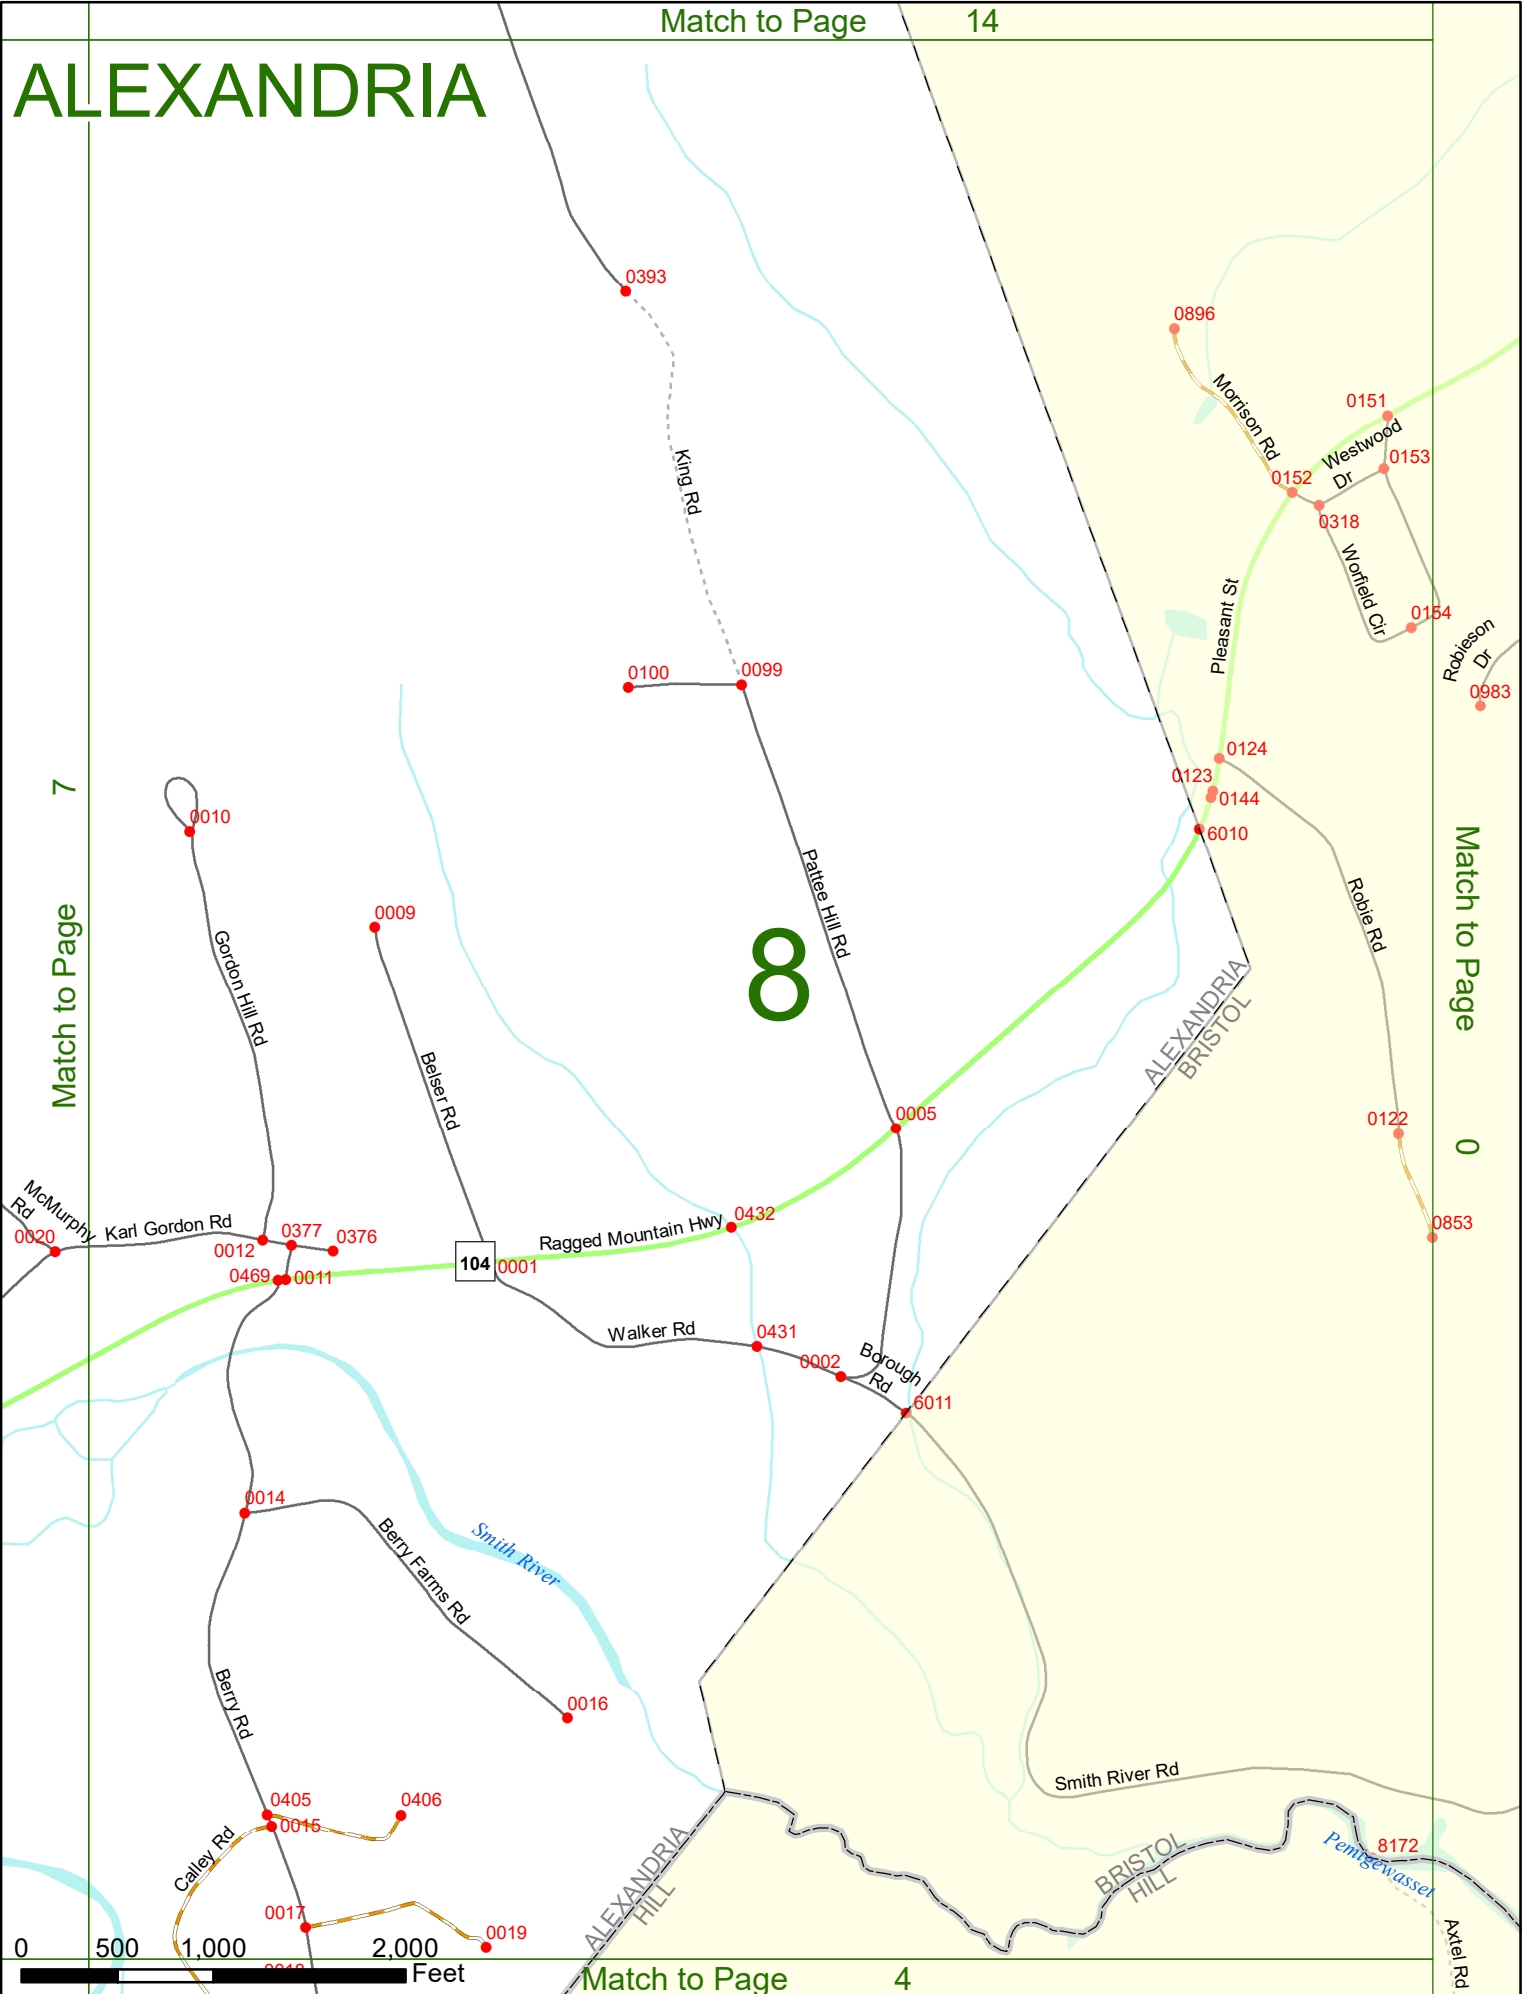 Match to Page 14
ALEXANDRIA
0393
0896
0151
Morrison Rd
Westwood
Dr
0153
0152
0318
King Rd
Worfield Cir
Pleasant St
0154
Robieson
Dr
0983
0100
0099
0124
0123
0144
6010
7
Match to Page
0010
Gordon Hill Rd
0009
Belser Rd
Pattee Hill Rd
8
Robie Rd
Match to Page
0
ALEXANDRIA
BRISTOL
0005
0122
0853
McMurphy
Rd
0020
Karl Gordon Rd
0012
0377
0376
0469
0011
104
0001
Ragged Mountain Hwy
0432
Walker Rd
0431
0002
Borough
Rd
6011
0014
Berry Farms Rd
Smith River
0016
Berry Rd
Smith River Rd
0405
0406
0015
Calley Rd
ALEXANDRIA
HILL
BRISTOL
HILL
8172
Pemigewasset
Axtel Rd
0017
0019
0018
0 500 1,000 2,000
Feet
Match to Page 4